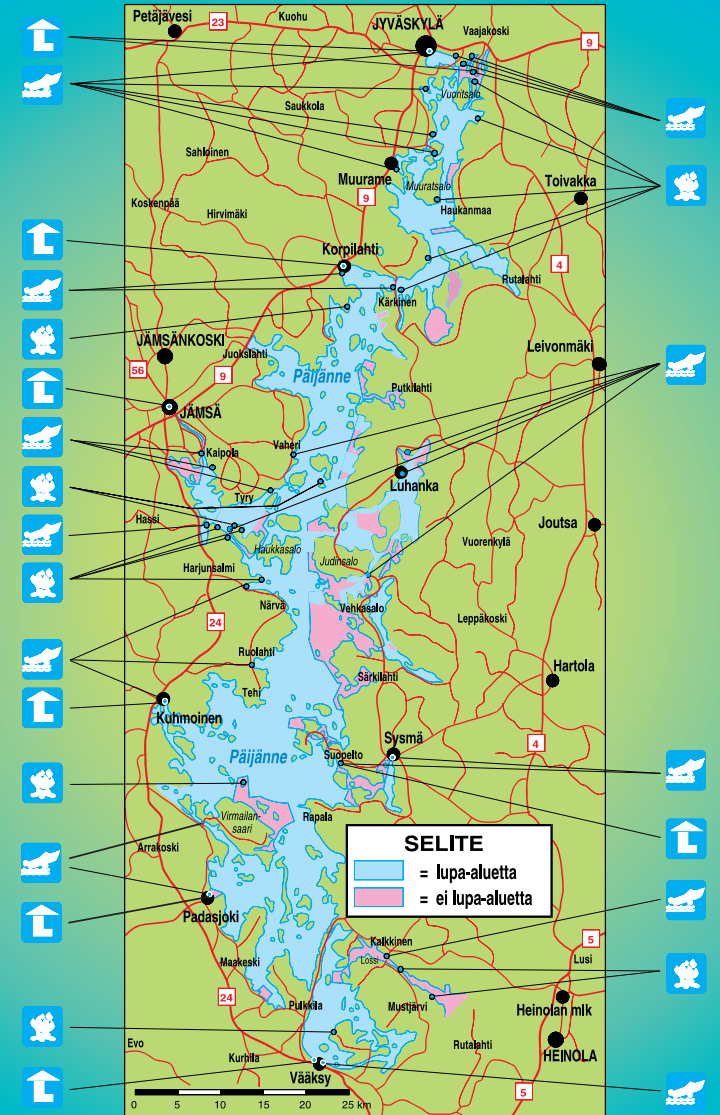 Petäjävesi
23
Kuohu
JYVÄSKYLÄ
Vaajakoski
9
Saukkola
Vuoritsalo
Sahloinen
Muurame
Muuratsalo
Toivakka
Koskenpää
Hirvimäki
9
Haukanmaa
Korpilahti
4
Rutalahti
Kärkinen
JÄMSÄNKOSKI
Juokslahti
Leivonmäki
56
9
Päijänne
Putkilahti
JÄMSÄ
Kaipola
Vaheri
Luhanka
Tyry
Hassi
Joutsa
Haukkasalo
Judinsalo
Vuorenkylä
Harjunsalmi
Närvä
Vehkasalo
Leppäkoski
24
Ruolahti
Särkilahti
Hartola
Tehi
Kuhmoinen
Sysmä
4
Päijänne
Suopelto
Virmailan-
saari
Rapala
Arrakoski
SELITE
= lupa-aluetta
= ei lupa-aluetta
Padasjoki
Kalkkinen
5
Maakeski
Lossi
Lusi
24
Pulkkila
Mustjärvi
Heinolan mlk
Evo
Kurhila
Rutalahti
HEINOLA
Vääksy
5
0
5
10
15
20
25 km